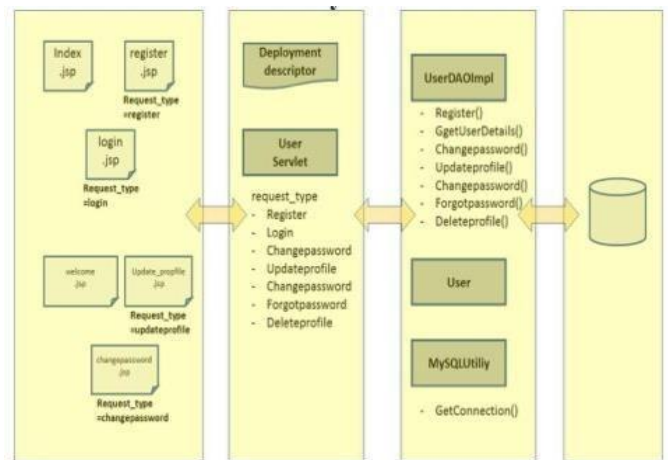 Index
.jsp
register
.jsp
Request_type
=register
login
.jsp
Request_type
=login
welcome
.jsp
Update_propfile
.jsp
Request_type
=updateprofile
changepassword
.jsp
Request_type
=changepassword
Deployment
descriptor
User
Servlet
request_type
- Register
- Login
- Changepassword
- Updateprofile
- Changepassword
- Forgotpassword
- Deleteprofile
UserDAOImpl
- Register()
- GgetUserDetails()
- Changepassword()
- Updateprofile()
- Changepassword()
- Forgotpassword()
- Deleteprofile()
User
MySQLUtiliy
- GetConnection()